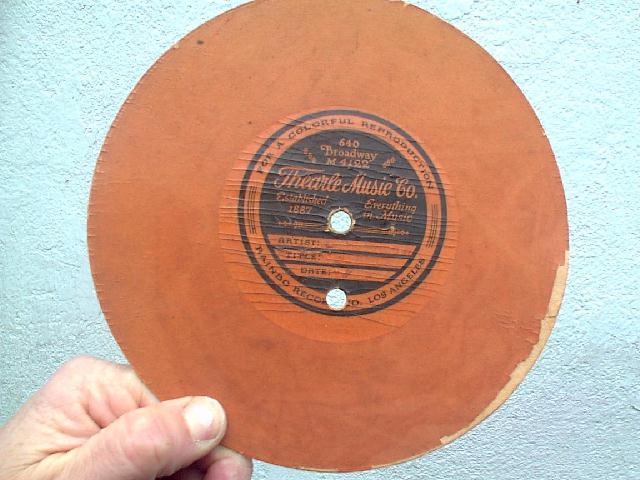 FOR A COLORFUL REPRODUCTION
640
Broadway
M 4122
Thearle Music Co.
Established
1887
Everything
in Music
ARTIST:
TITLE:
DATE:
RAINBO RECORD CO. LOS ANGELES